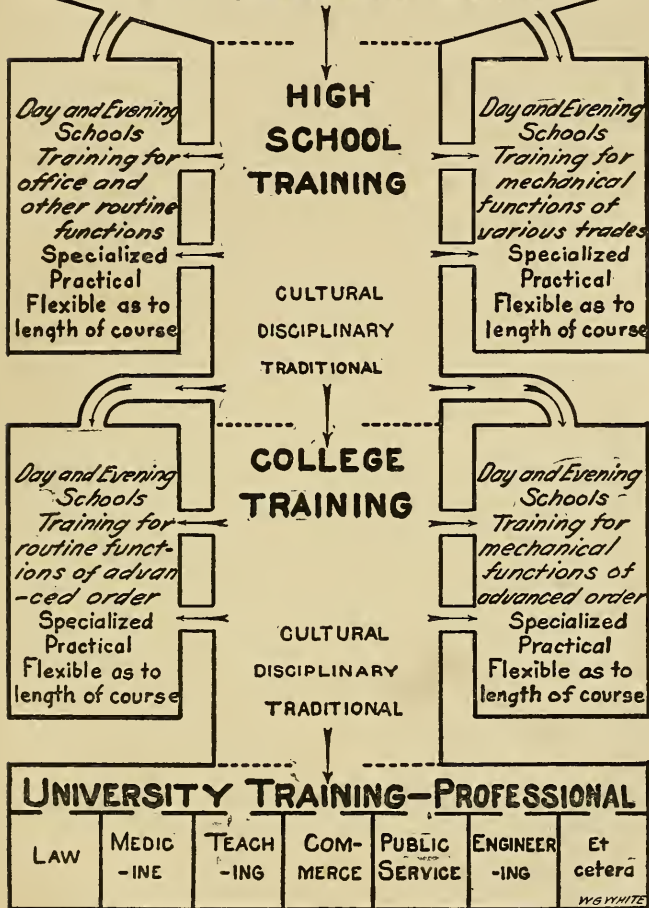 HIGH
SCHOOL
TRAINING
Day and Evening
Schools
Training for
office and
other routine
functions
Specialized
Practical
Flexible as to
length of course
Day and Evening
Schools
Training for
mechanical
functions of
various trades
Specialized
Practical
Flexible as to
length of course
CULTURAL
DISCIPLINARY
TRADITIONAL
COLLEGE
TRAINING
Day and Evening
Schools
Training for
routine funct-
ions of advan
-ced order
Specialized
Practical
Flexible as to
length of course
Day and Evening
Schools
Training for
mechanical
functions of
advanced order
Specialized
Practical
Flexible as to
length of course
CULTURAL
DISCIPLINARY
TRADITIONAL
UNIVERSITY TRAINING-PROFESSIONAL
LAW
MEDIC
-INE
TEACH
-ING
COM-
MERCE
PUBLIC
SERVICE
ENGINEER
-ING
Et
cetera
WG WHITE